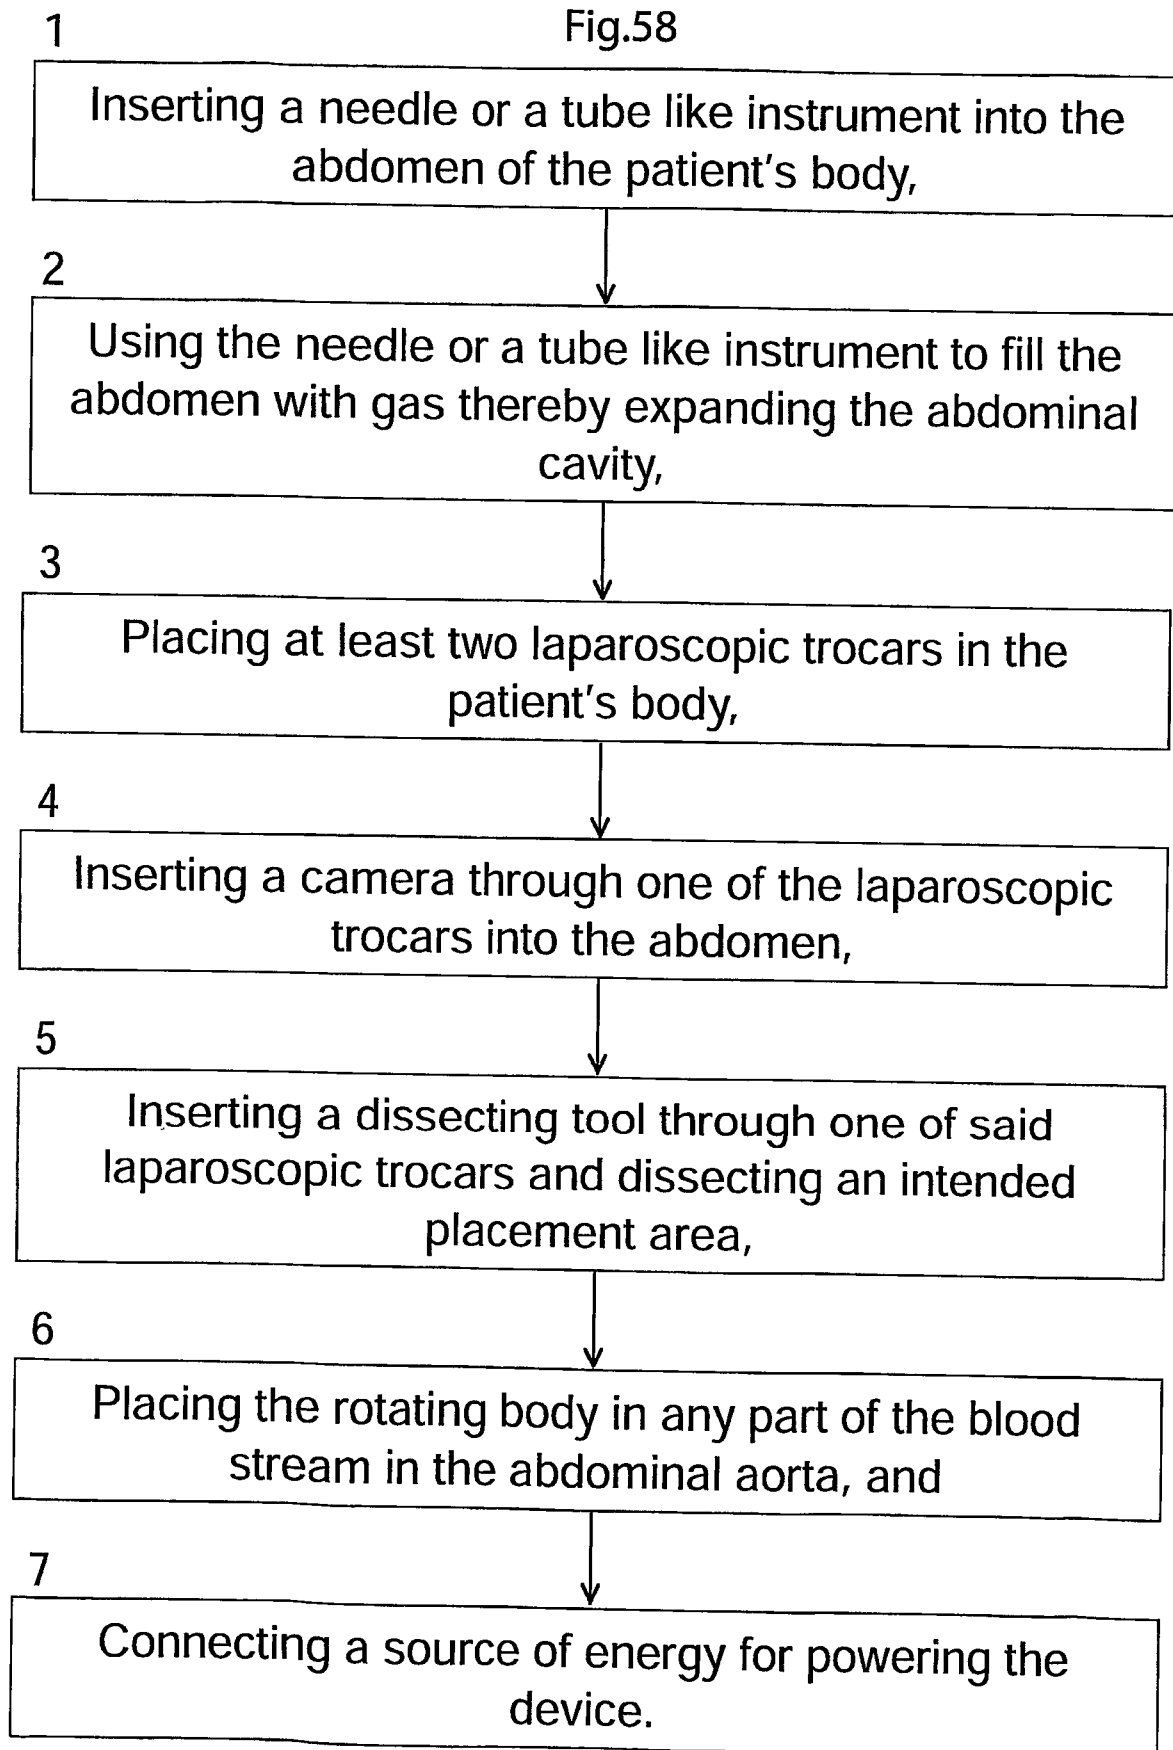 Fig.58
1
Inserting a needle or a tube like instrument into the
abdomen of the patient's body,
2
Using the needle or a tube like instrument to fill the
abdomen with gas thereby expanding the abdominal
cavity,
3
Placing at least two laparoscopic trocars in the
patient's body,
4
Inserting a camera through one of the laparoscopic
trocars into the abdomen,
5
Inserting a dissecting tool through one of said
laparoscopic trocars and dissecting an intended
placement area,
6
Placing the rotating body in any part of the blood
stream in the abdominal aorta, and
7
Connecting a source of energy for powering the
device.